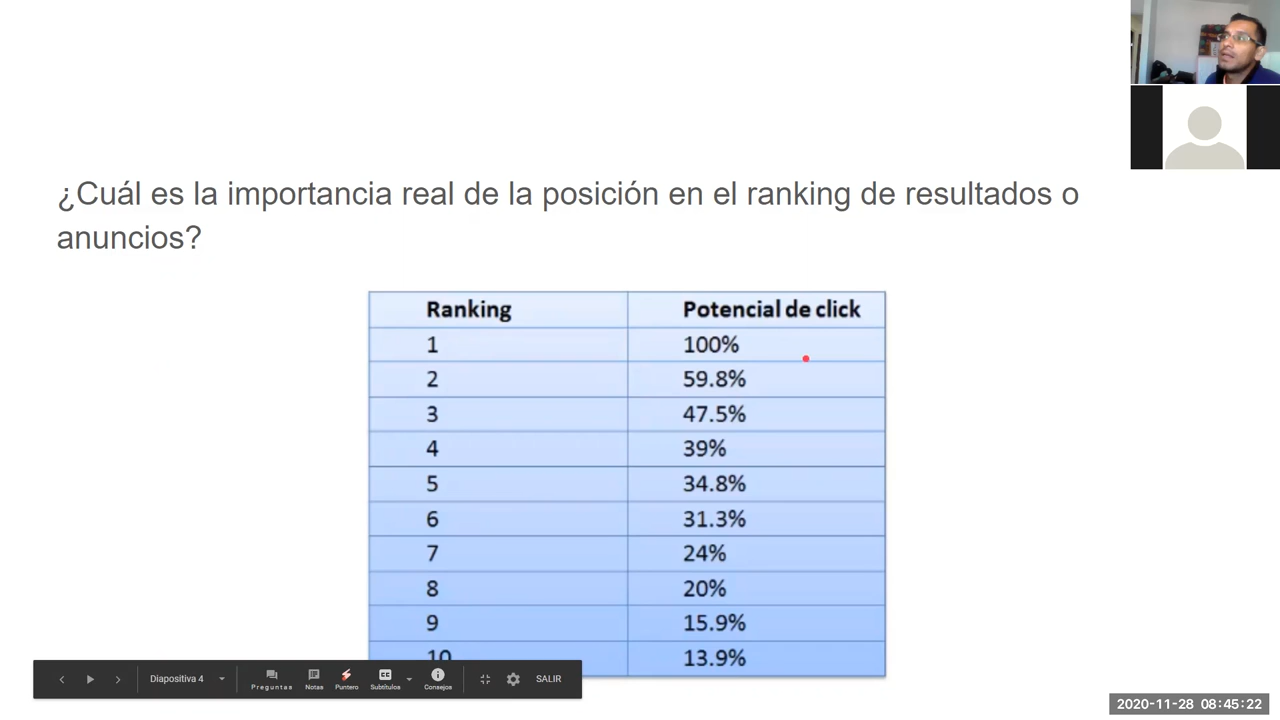 ¿Cuál es la importancia real de la posición en el ranking de resultados o
anuncios?
Ranking Potencial de click
1 100%
2 59.8%
3 47.5%
4 39%
5 34.8%
6 31.3%
7 24%
8 20%
9 15.9%
10 13.9%
Diapositiva 4 Preguntas Notas Puntero Subtítulos Consejos SALIR
2020-11-28 08:45:22